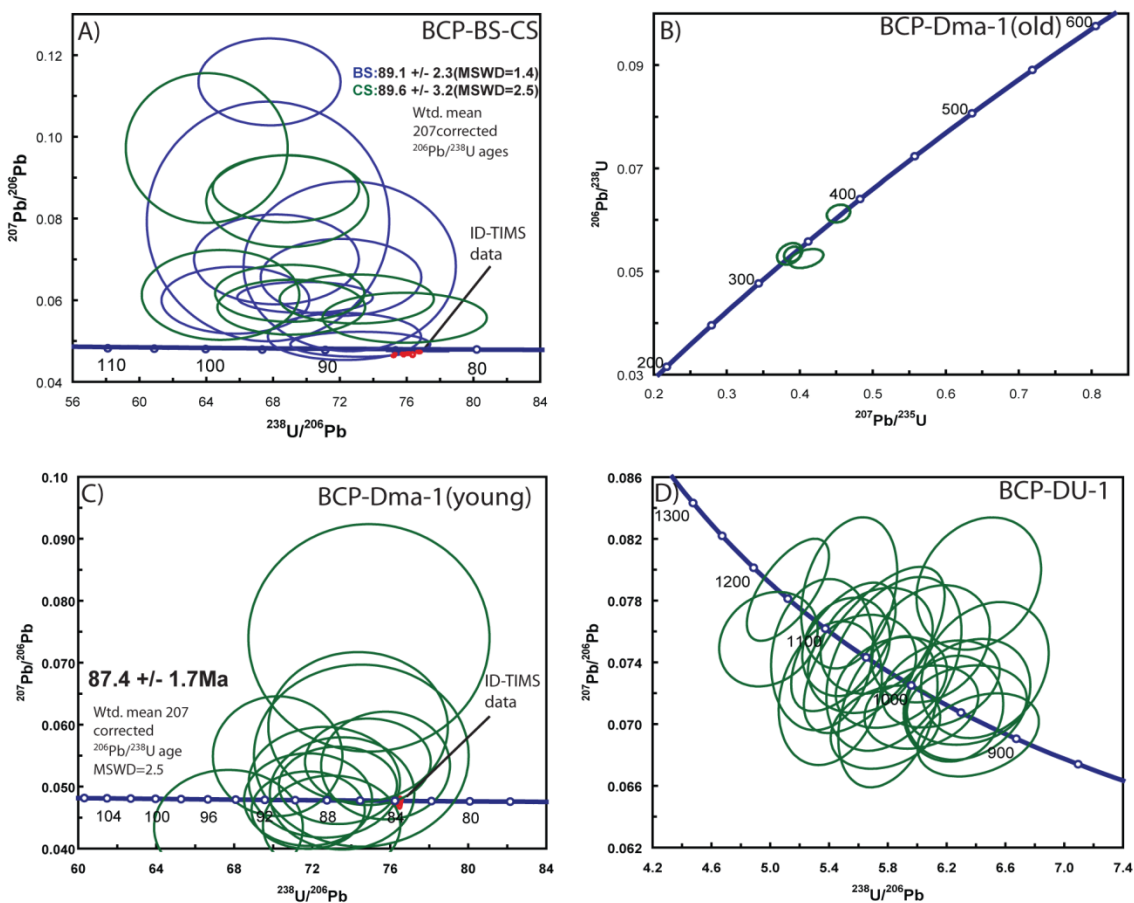 A)
BCP-BS-CS
0.12
0.10
0.08
0.06
0.04
²⁰⁷Pb/²⁰⁶Pb
BS:89.1 +/- 2.3(MSWD=1.4)
CS:89.6 +/- 3.2(MSWD=2.5)
Wtd. mean
207corrected
²⁰⁶Pb/²³⁸U ages
ID-TIMS
data
110
100
90
80
56
60
64
68
72
76
80
84
²³⁸U/²⁰⁶Pb
B)
BCP-Dma-1(old)
0.09
0.07
0.05
0.03
²⁰⁶Pb/²³⁸U
600
500
400
300
200
0.2
0.3
0.4
0.5
0.6
0.7
0.8
²⁰⁷Pb/²³⁵U
C)
BCP-Dma-1(young)
0.10
0.090
0.080
0.070
0.060
0.050
0.040
²⁰⁷Pb/²⁰⁶Pb
87.4 +/- 1.7Ma
Wtd. mean 207
corrected
²⁰⁶Pb/²³⁸U age
MSWD=2.5
ID-TIMS
data
104
100
96
92
88
84
80
60
64
68
72
76
80
84
²³⁸U/²⁰⁶Pb
D)
BCP-DU-1
0.086
0.082
0.078
0.074
0.070
0.066
0.062
²⁰⁷Pb/²⁰⁶Pb
1300
1200
1100
1000
900
4.2
4.6
5.0
5.4
5.8
6.2
6.6
7.0
7.4
²³⁸U/²⁰⁶Pb